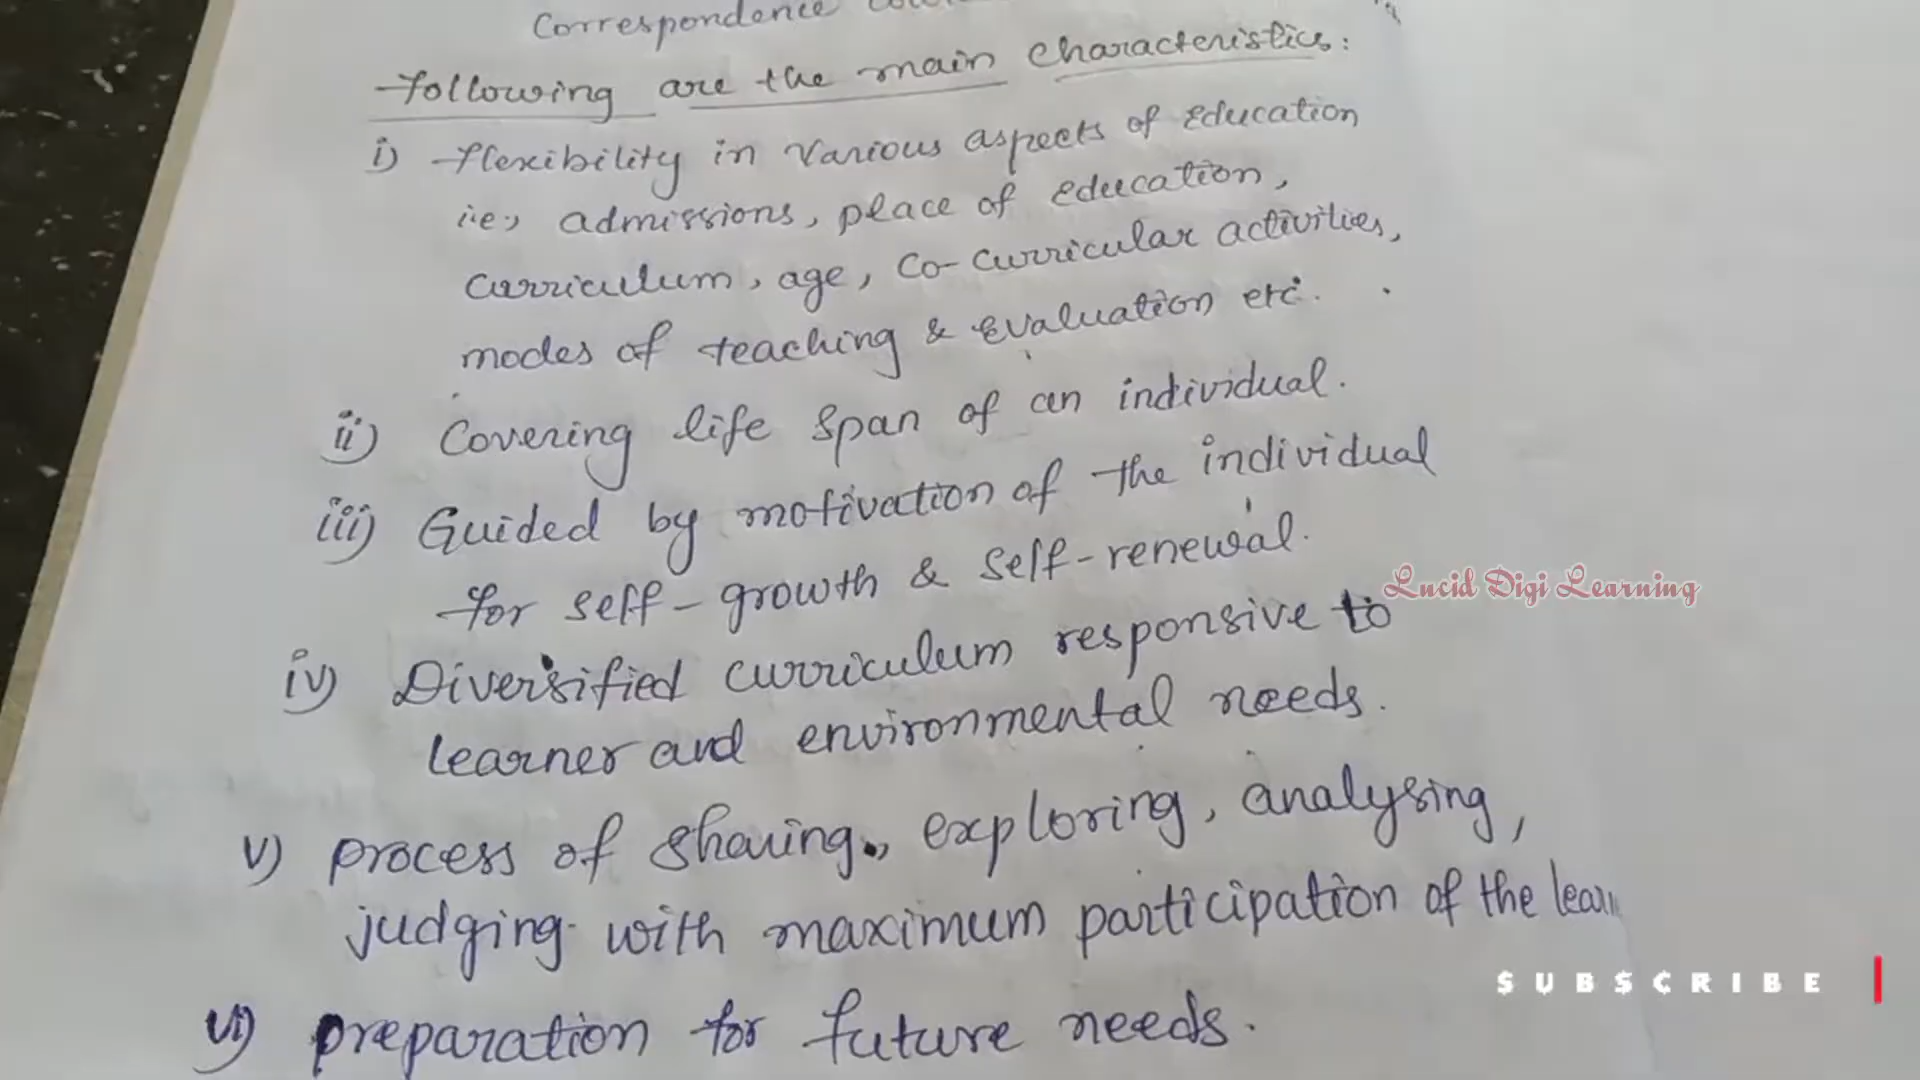 Correspondence
Following are the main characteristics:
i) Flexibility in various aspects of education
i.e., admissions, place of education,
curriculum, age, co-curricular activities,
modes of teaching & evaluation etc.
ii) Covering life span of an individual.
iii) Guided by motivation of the individual
for self-growth & self-renewal.
Lucid Digi Learning
iv) Diversified curriculum responsive to
learner and environmental needs.
v) process of sharing, exploring, analysing,
judging with maximum participation of the lear
SUBSCRIBE
vi) preparation for future needs.